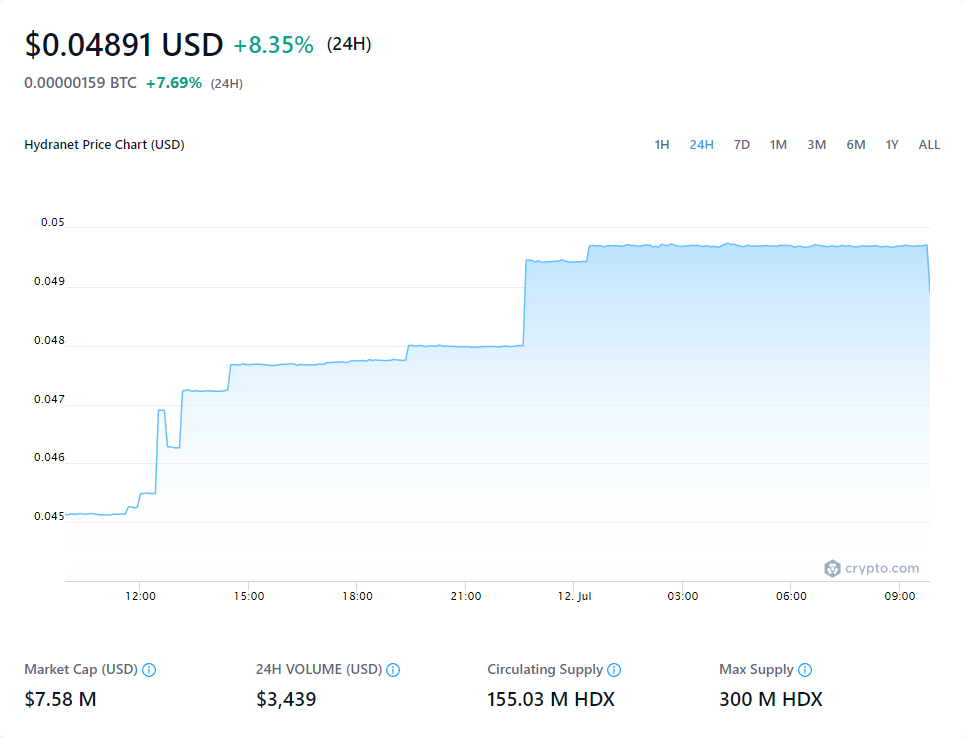 $0.04891 USD +8.35% (24H)
0.00000159 BTC +7.69% (24H)
Hydranet Price Chart (USD) 1H 24H 7D 1M 3M 6M 1Y ALL
0.05
0.049
0.048
0.047
0.046
0.045
crypto.com
12:00 15:00 18:00 21:00 12. Jul 03:00 06:00 09:00
Market Cap (USD) 24H VOLUME (USD) Circulating Supply Max Supply
$7.58 M $3,439 155.03 M HDX 300 M HDX